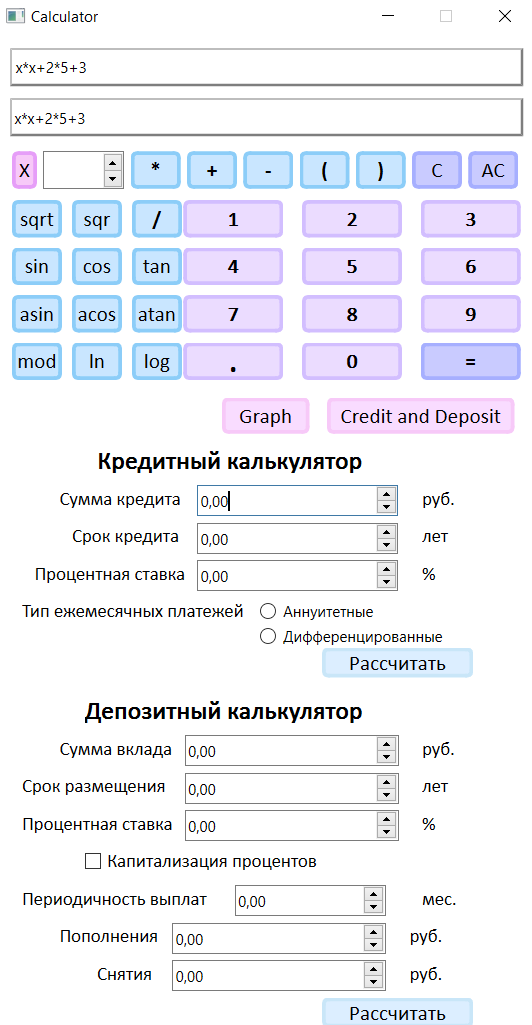 Calculator
x*x+2*5+3
x*x+2*5+3
X * + - ( ) C AC
sqrt sqr / 1 2 3
sin cos tan 4 5 6
asin acos atan 7 8 9
mod ln log . 0 =
Graph Credit and Deposit
Кредитный калькулятор
Сумма кредита 0,00 руб.
Срок кредита 0,00 лет
Процентная ставка 0,00 %
Тип ежемесячных платежей Аннуитетные
Дифференцированные
Рассчитать
Депозитный калькулятор
Сумма вклада 0,00 руб.
Срок размещения 0,00 лет
Процентная ставка 0,00 %
Капитализация процентов
Периодичность выплат 0,00 мес.
Пополнения 0,00 руб.
Снятия 0,00 руб.
Рассчитать